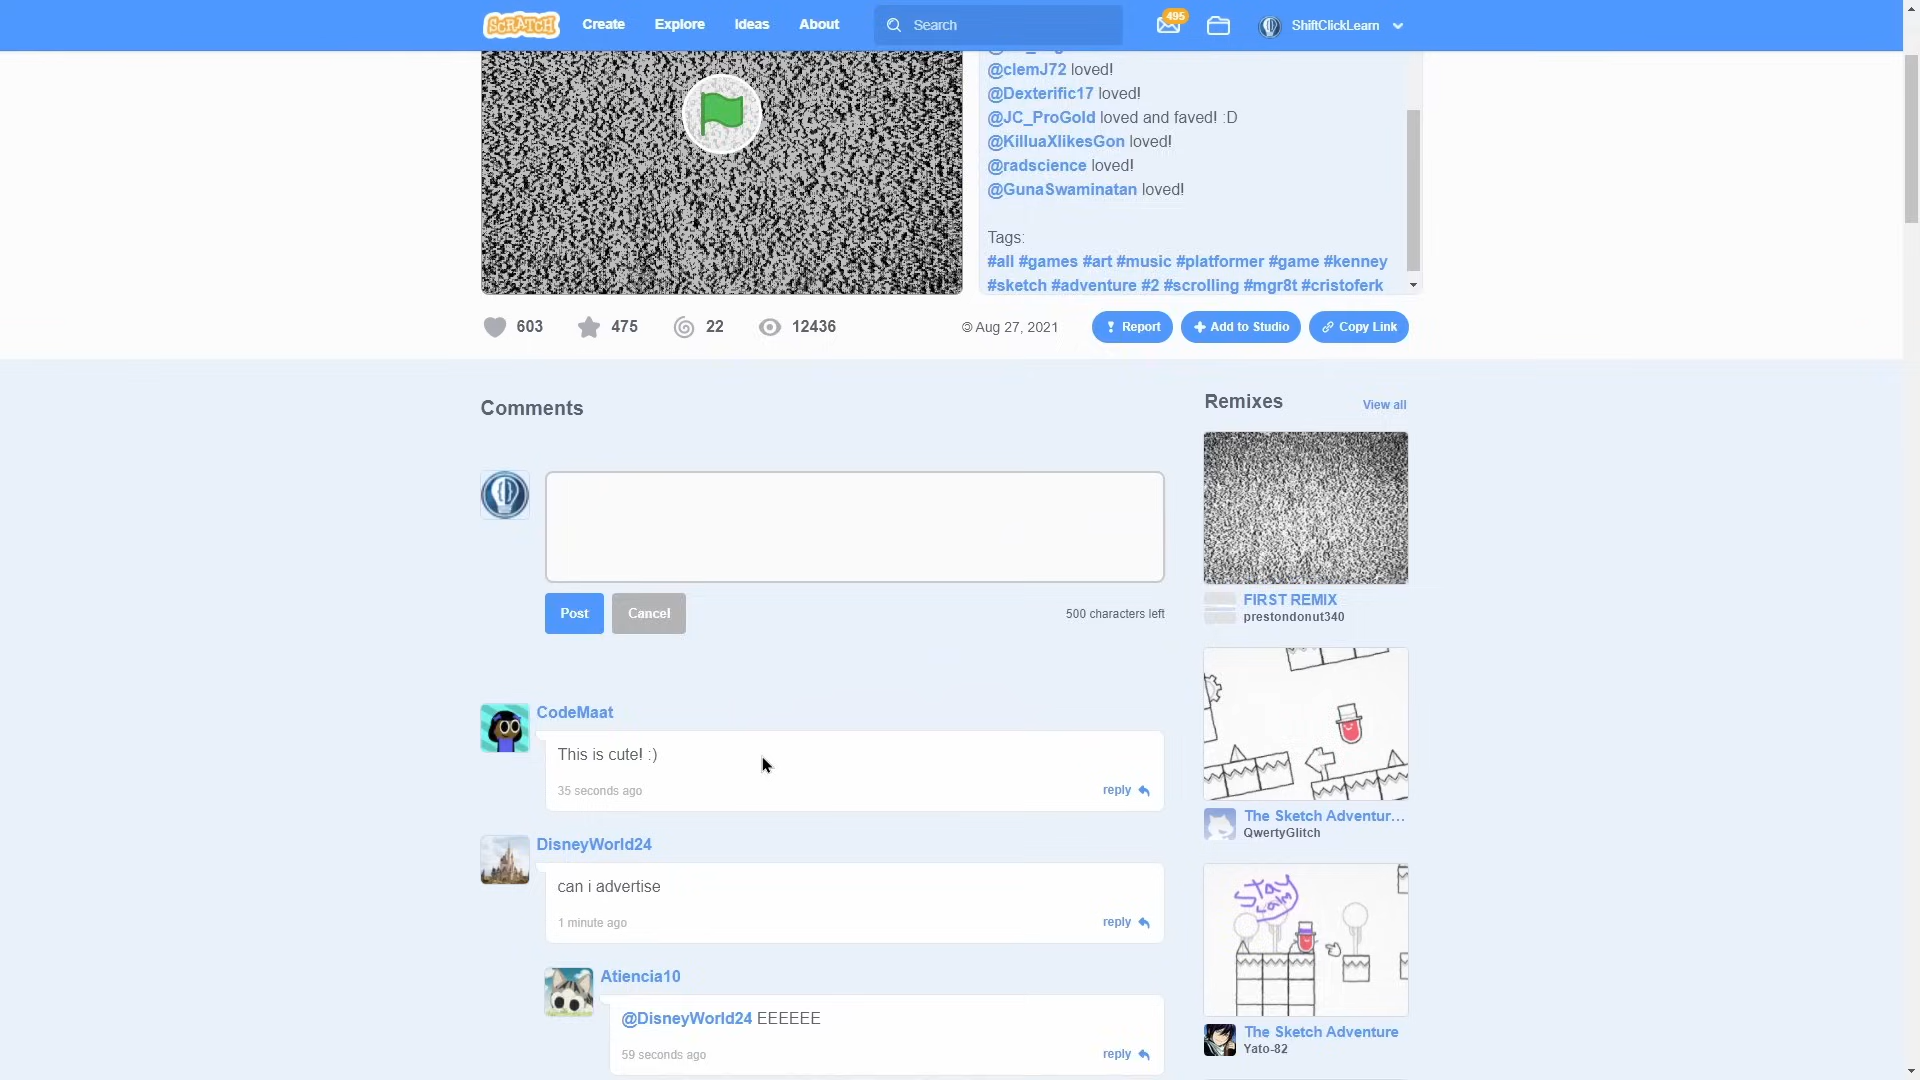 SCRATCH Create Explore Ideas About Search 495 ShiftClickLearn
@clemJ72 loved!
@Dexterific17 loved!
@JC_ProGold loved and faved! :D
@KilluaXlikesGon loved!
@radscience loved!
@GunaSwaminatan loved!
Tags:
#all #games #art #music #platformer #game #kenney
#sketch #adventure #2 #scrolling #mgr8t #cristoferk
603 475 22 12436 © Aug 27, 2021 Report Add to Studio Copy Link
Comments
Post Cancel 500 characters left
CodeMaat
This is cute! :)
35 seconds ago reply
DisneyWorld24
can i advertise
1 minute ago reply
Atiencia10
@DisneyWorld24 EEEEEE
59 seconds ago reply
Remixes View all
FIRST REMIX
prestondonut340
The Sketch Adventur...
QwertyGlitch
Stay
calm
The Sketch Adventure
Yato-82